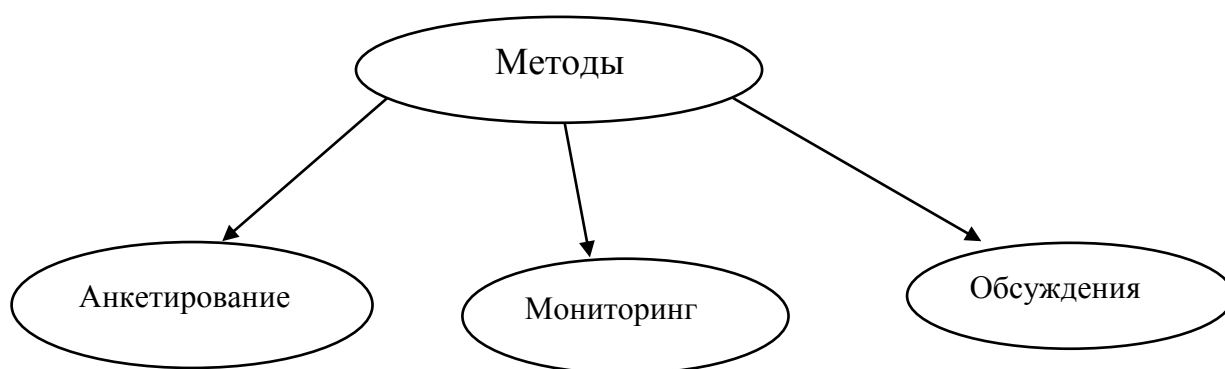 Методы
Анкетирование
Мониторинг
Обсуждения